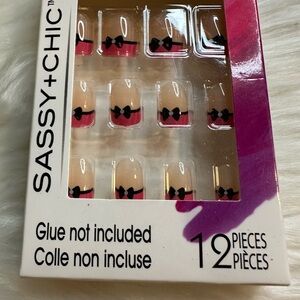 SASSY+CHIC™
Glue not included
Colle non incluse
12 PIECES
PIÈCES